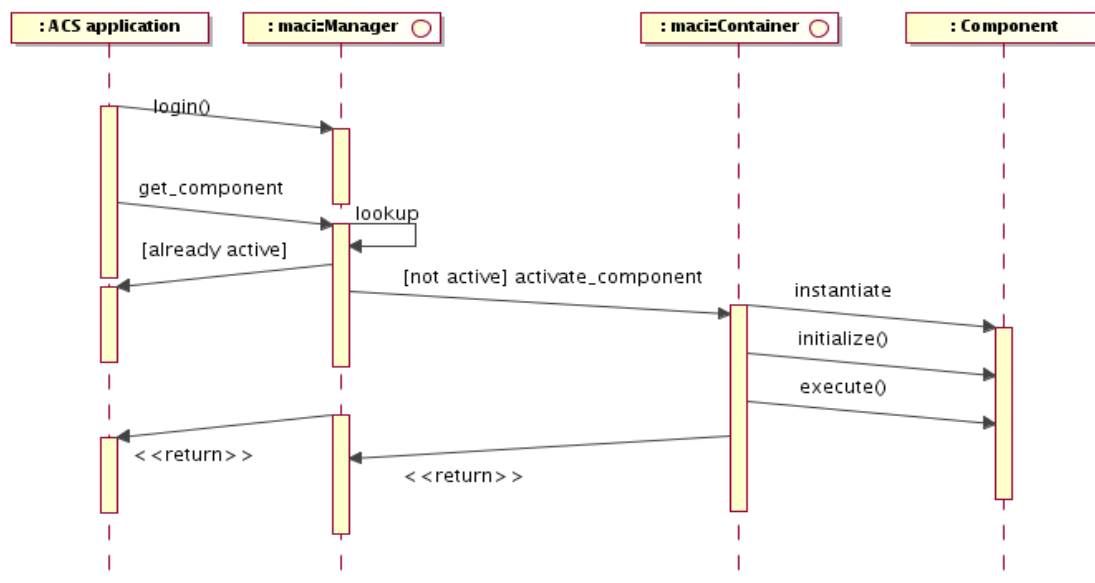 : ACS application
: maci::Manager
: maci::Container
: Component
login()
get_component
lookup
[already active]
[not active] activate_component
instantiate
initialize()
execute()
<<return>>
<<return>>